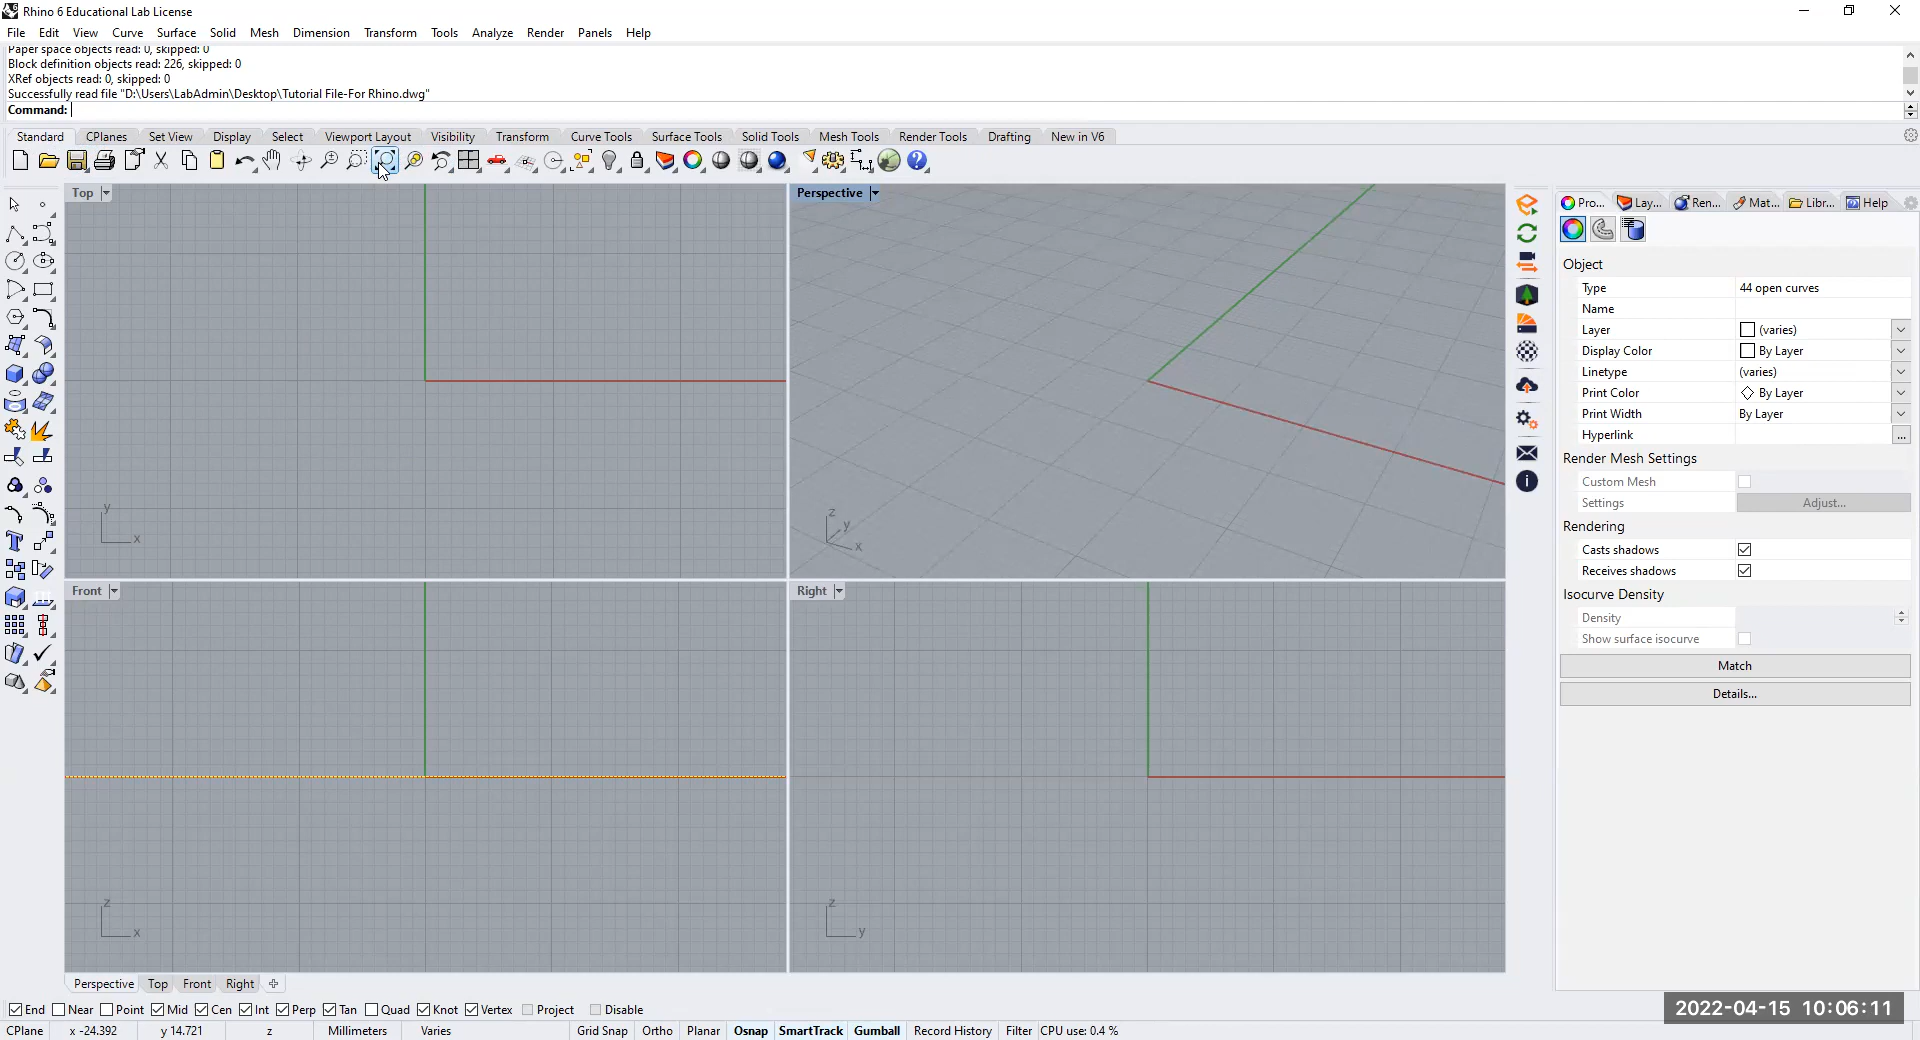 Rhino 6 Educational Lab License
File Edit View Curve Surface Solid Mesh Dimension Transform Tools Analyze Render Panels Help
Paper space objects read: 0, skipped: 0
Block definition objects read: 226, skipped: 0
XRef objects read: 0, skipped: 0
Successfully read file "D:\Users\LabAdmin\Desktop\Tutorial File-For Rhino.dwg"
Command:
Standard CPlanes Set View Display Select Viewport Layout Visibility Transform Curve Tools Surface Tools Solid Tools Mesh Tools Render Tools Drafting New in V6
Top
y
x
Perspective
z
y
x
Front
z
x
Right
z
y
Pro... Lay... Ren... Mat... Libr... Help
Object
Type 44 open curves
Name
Layer (varies)
Display Color By Layer
Linetype (varies)
Print Color By Layer
Print Width By Layer
Hyperlink ...
Render Mesh Settings
Custom Mesh
Settings Adjust...
Rendering
Casts shadows
Receives shadows
Isocurve Density
Density
Show surface isocurve
Match
Details...
Perspective Top Front Right
End Near Point Mid Cen Int Perp Tan Quad Knot Vertex Project Disable
2022-04-15 10:06:11
CPlane x -24.392 y 14.721 z Millimeters Varies Grid Snap Ortho Planar Osnap SmartTrack Gumball Record History Filter CPU use: 0.4 %